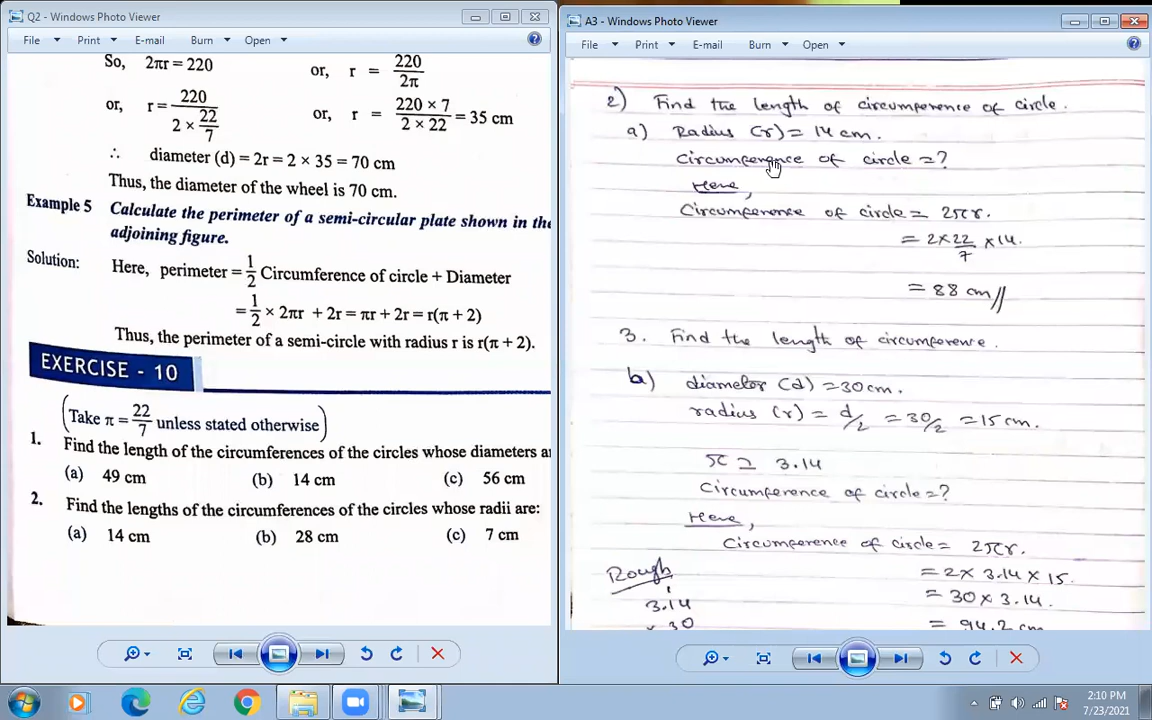 Q2 - Windows Photo Viewer
File Print E-mail Burn Open
So, 2πr = 220 or, r = 220/2π
or, r = 220/(2 × 22/7) or, r = (220 × 7)/(2 × 22) = 35 cm
∴ diameter (d) = 2r = 2 × 35 = 70 cm
Thus, the diameter of the wheel is 70 cm.
Example 5 Calculate the perimeter of a semi-circular plate shown in the
adjoining figure.
Solution: Here, perimeter = 1/2 Circumference of circle + Diameter
= 1/2 × 2πr + 2r = πr + 2r = r(π + 2)
Thus, the perimeter of a semi-circle with radius r is r(π + 2).
EXERCISE - 10
(Take π = 22/7 unless stated otherwise)
1. Find the length of the circumferences of the circles whose diameters a
(a) 49 cm (b) 14 cm (c) 56 cm
2. Find the lengths of the circumferences of the circles whose radii are:
(a) 14 cm (b) 28 cm (c) 7 cm
A3 - Windows Photo Viewer
File Print E-mail Burn Open
2) Find the length of circumference of circle.
a) Radius (r) = 14 cm.
Circumference of circle = ?
Here,
Circumference of circle = 2πr.
= 2 × 22/7 × 14.
= 88 cm//
3. Find the length of circumference.
b) diameter (d) = 30 cm.
radius (r) = d/2 = 30/2 = 15 cm.
π ≃ 3.14
Circumference of circle = ?
Here,
Circumference of circle = 2πr.
= 2 × 3.14 × 15.
= 30 × 3.14.
= 94.2 cm
Rough
3.14
× 30
2:10 PM
7/23/2021